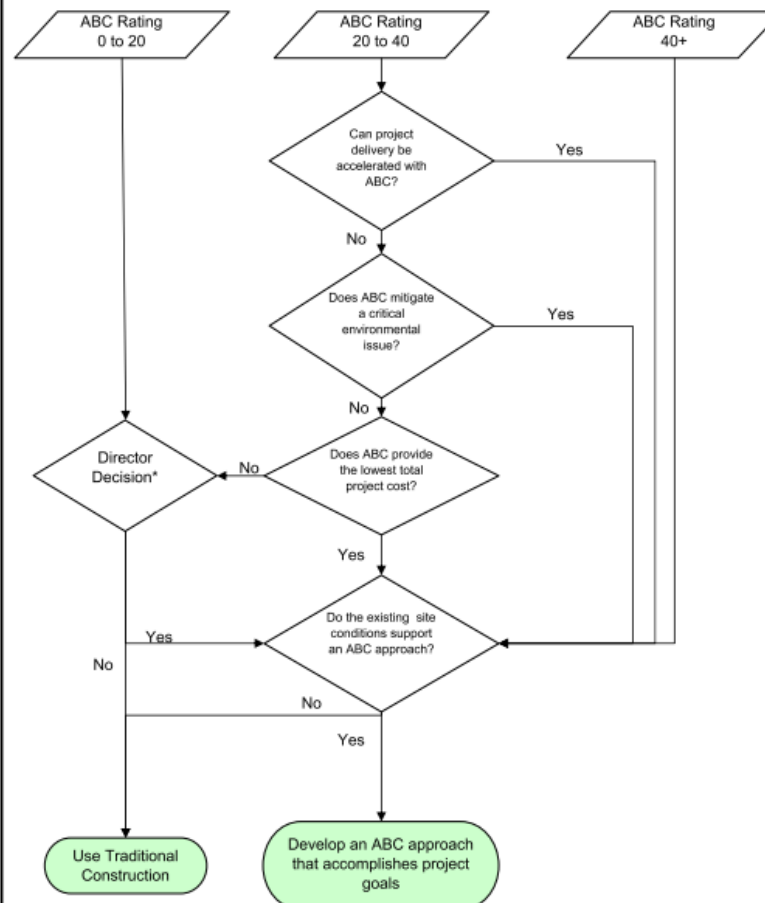 ABC Rating
0 to 20
ABC Rating
20 to 40
ABC Rating
40+
Can project
delivery be
accelerated with
ABC?
Yes
No
Does ABC mitigate
a critical
environmental
issue?
Yes
No
Director
Decision*
No
Does ABC provide
the lowest total
project cost?
Yes
Do the existing site
conditions support
an ABC approach?
Yes
No
No
Yes
Use Traditional
Construction
Develop an ABC approach
that accomplishes project
goals